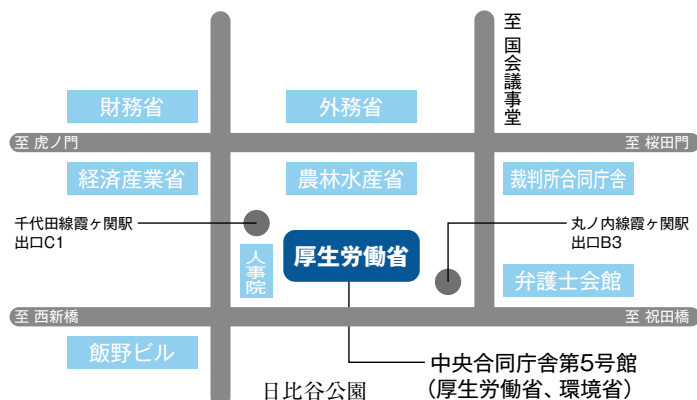 至 国会議事堂
財務省
外務省
至 虎ノ門
至 桜田門
経済産業省
農林水産省
裁判所合同庁舎
千代田線霞ヶ関駅
出口C1
丸ノ内線霞ヶ関駅
出口B3
人事院
厚生労働省
弁護士会館
至 西新橋
至 祝田橋
飯野ビル
中央合同庁舎第5号館
(厚生労働省、環境省)
日比谷公園